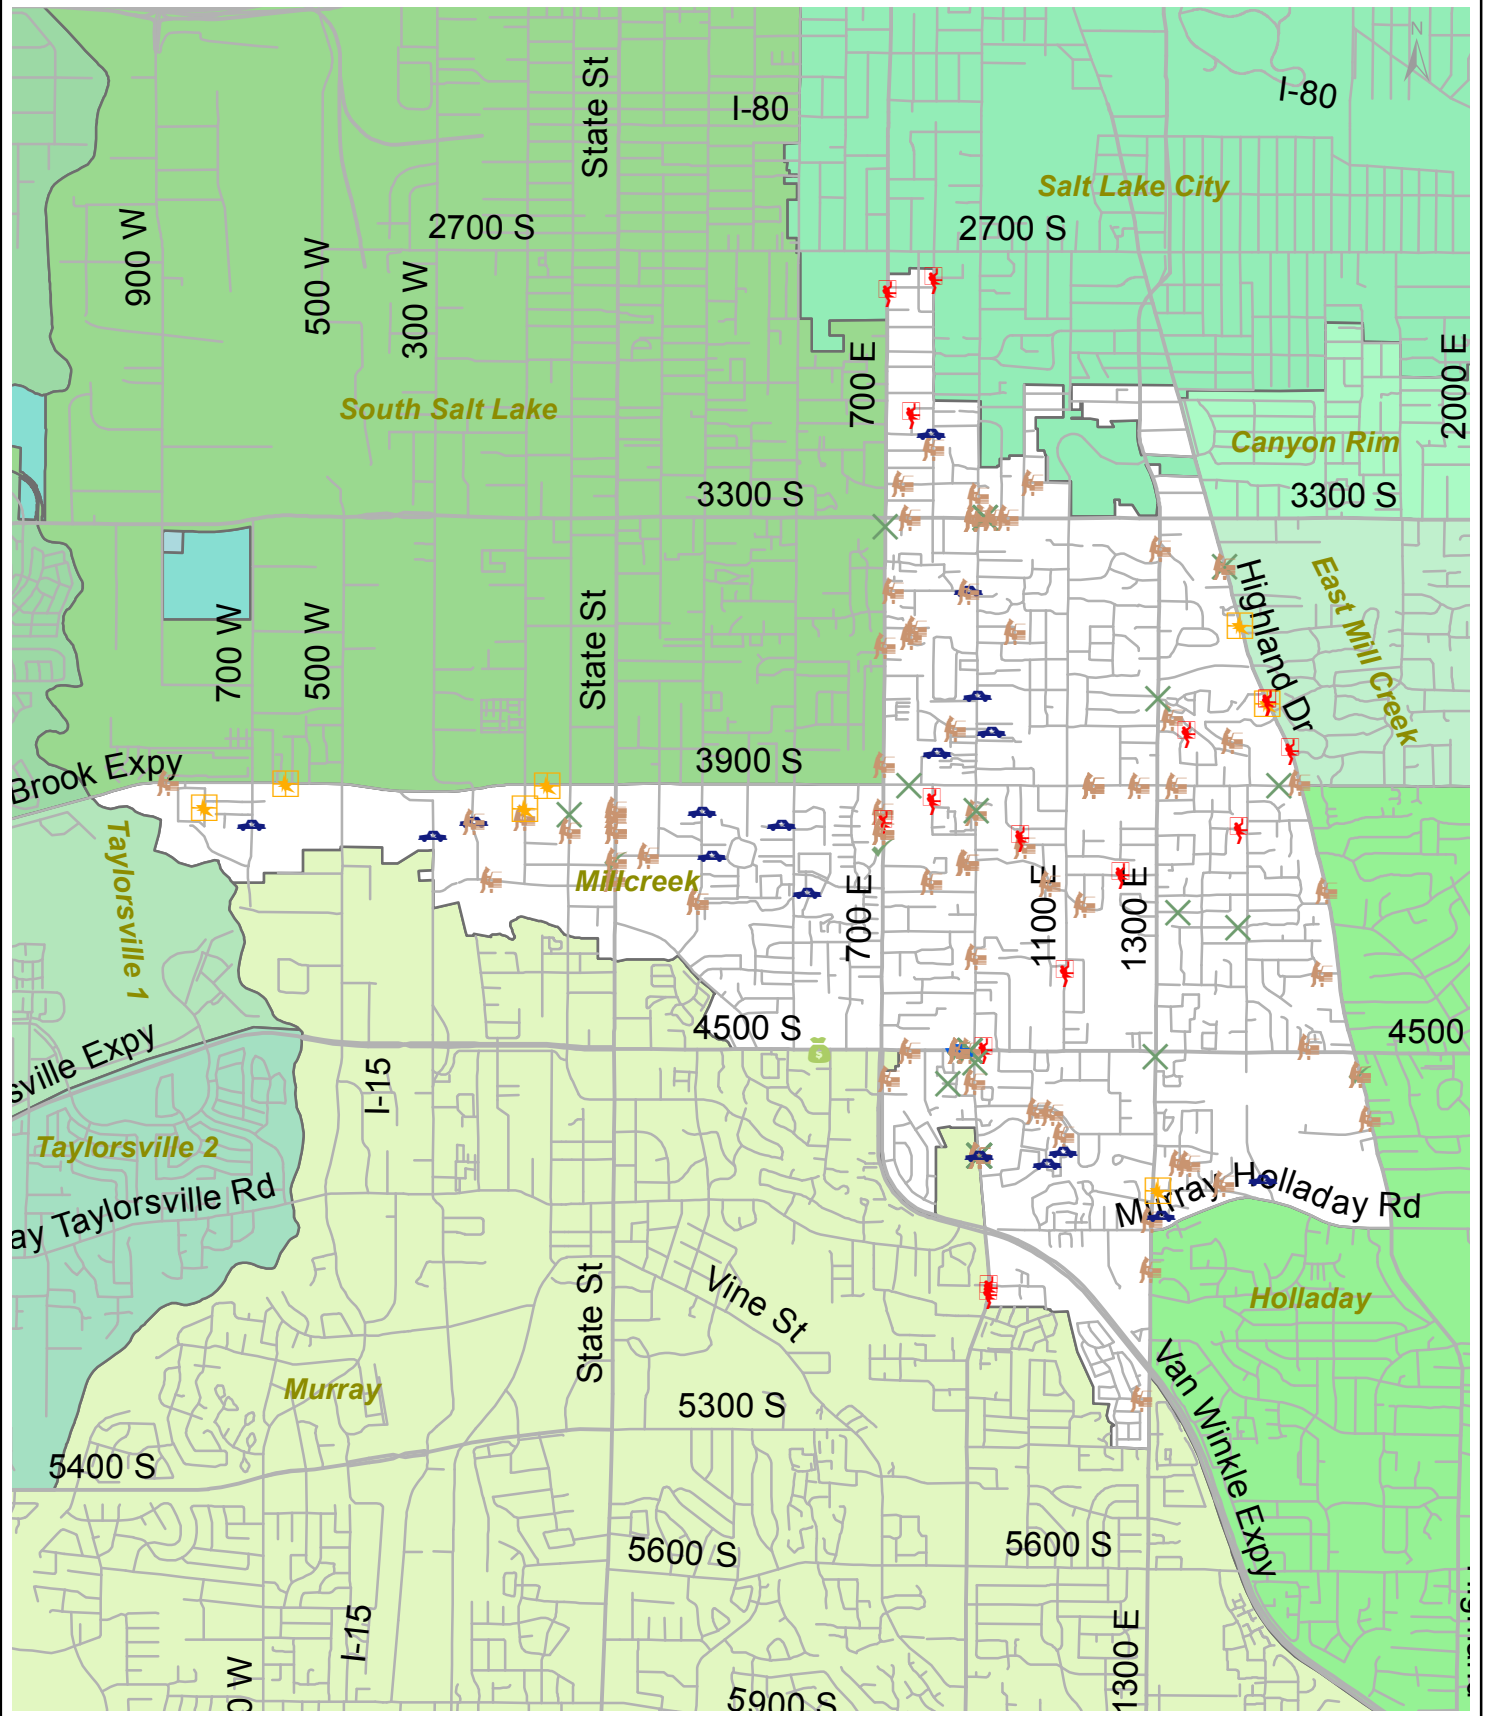 N
State St
I-80
I-80
Salt Lake City
900 W
2700 S
2700 S
500 W
300 W
700 E
2000 E
South Salt Lake
Canyon Rim
3300 S
3300 S
Highland Dr
East Mill Creek
700 W
500 W
State St
Brook Expy
3900 S
Taylorsville 1
Millcreek
700 E
1100 E
1300 E
4500 S
4500
sville Expy
I-15
Taylorsville 2
ay Taylorsville Rd
Murray Holladay Rd
State St
Vine St
Holladay
Murray
5300 S
Van Winkle Expy
5400 S
5600 S
5600 S
I-15
1300 E
0 W
5900 S